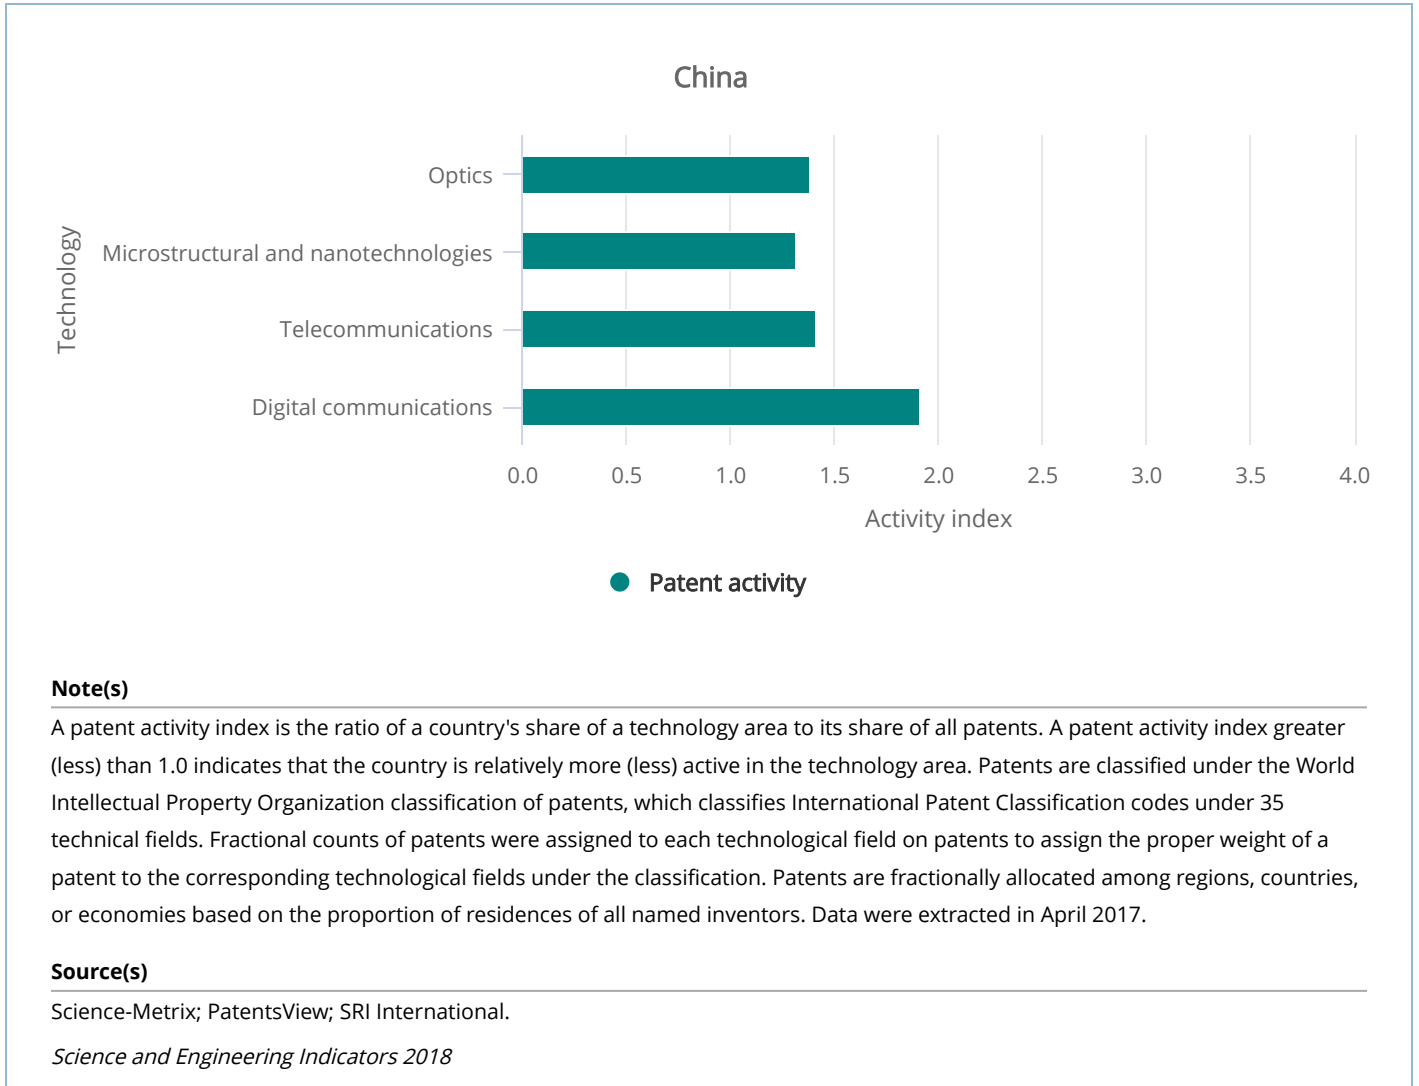 China
Technology
Optics
Microstructural and nanotechnologies
Telecommunications
Digital communications
0.0 0.5 1.0 1.5 2.0 2.5 3.0 3.5 4.0
Activity index
Patent activity
Note(s)
A patent activity index is the ratio of a country's share of a technology area to its share of all patents. A patent activity index greater
(less) than 1.0 indicates that the country is relatively more (less) active in the technology area. Patents are classified under the World
Intellectual Property Organization classification of patents, which classifies International Patent Classification codes under 35
technical fields. Fractional counts of patents were assigned to each technological field on patents to assign the proper weight of a
patent to the corresponding technological fields under the classification. Patents are fractionally allocated among regions, countries,
or economies based on the proportion of residences of all named inventors. Data were extracted in April 2017.
Source(s)
Science-Metrix; PatentsView; SRI International.
Science and Engineering Indicators 2018